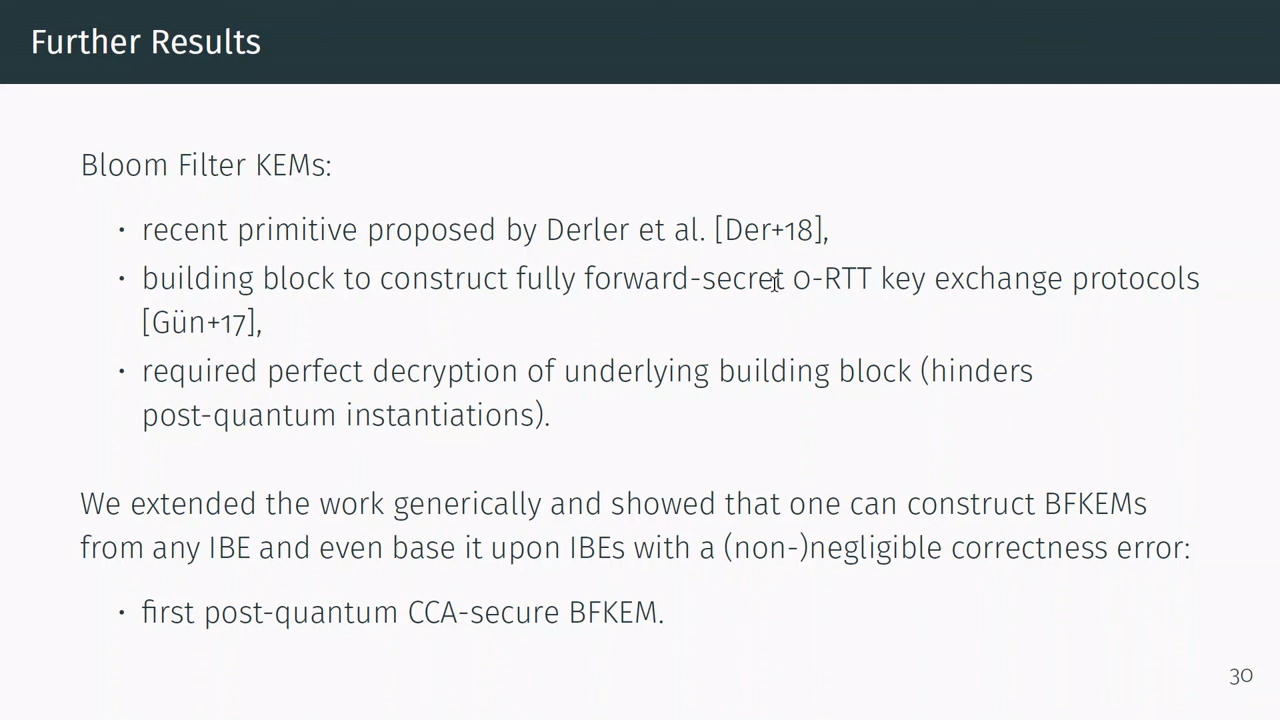 Further Results
Bloom Filter KEMs:
• recent primitive proposed by Derler et al. [Der+18],
• building block to construct fully forward-secret 0-RTT key exchange protocols
[Gün+17],
• required perfect decryption of underlying building block (hinders
post-quantum instantiations).
We extended the work generically and showed that one can construct BFKEMs
from any IBE and even base it upon IBEs with a (non-)negligible correctness error:
• first post-quantum CCA-secure BFKEM.
30